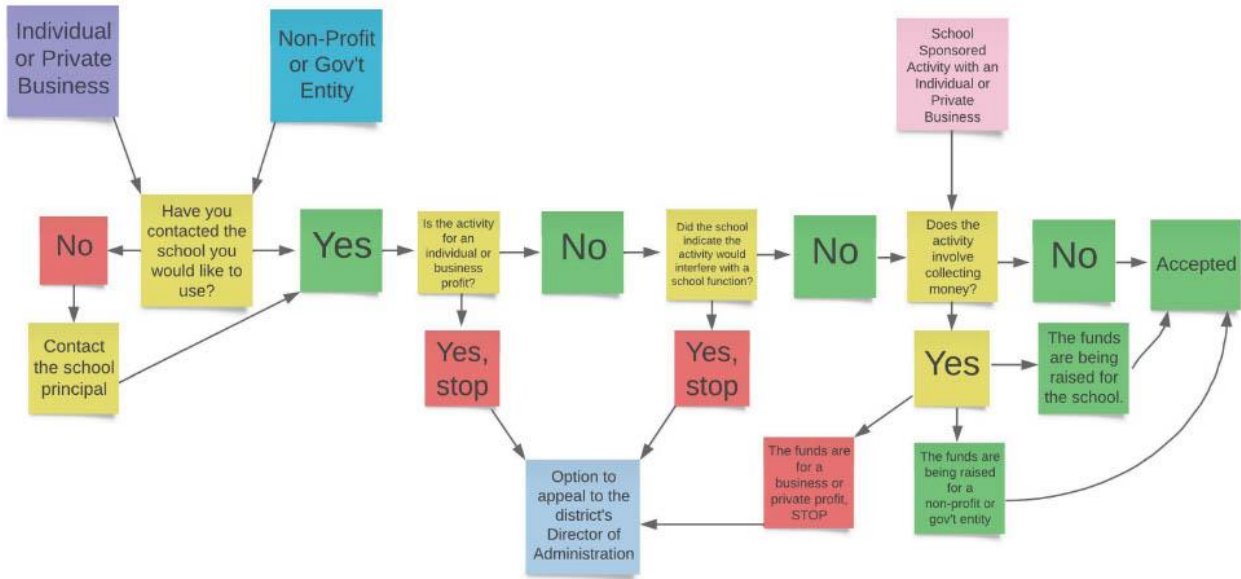 Individual
or Private
Business
Non-Profit
or Gov't
Entity
School
Sponsored
Activity with an
Individual or
Private
Business
No
Have you
contacted the
school you
would like to
use?
Yes
Is the activity
for an
individual or
business
profit?
No
Did the school
indicate the
activity would
interfere with a
school function?
No
Does the
activity
involve
collecting
money?
No
Accepted
Contact
the school
principal
Yes,
stop
Yes,
stop
Yes
The funds
are being
raised for
the school.
Option to
appeal to the
district's
Director of
Administration
The funds are
for a
business or
private profit,
STOP
The funds are
being raised
for a
non-profit or
gov't entity